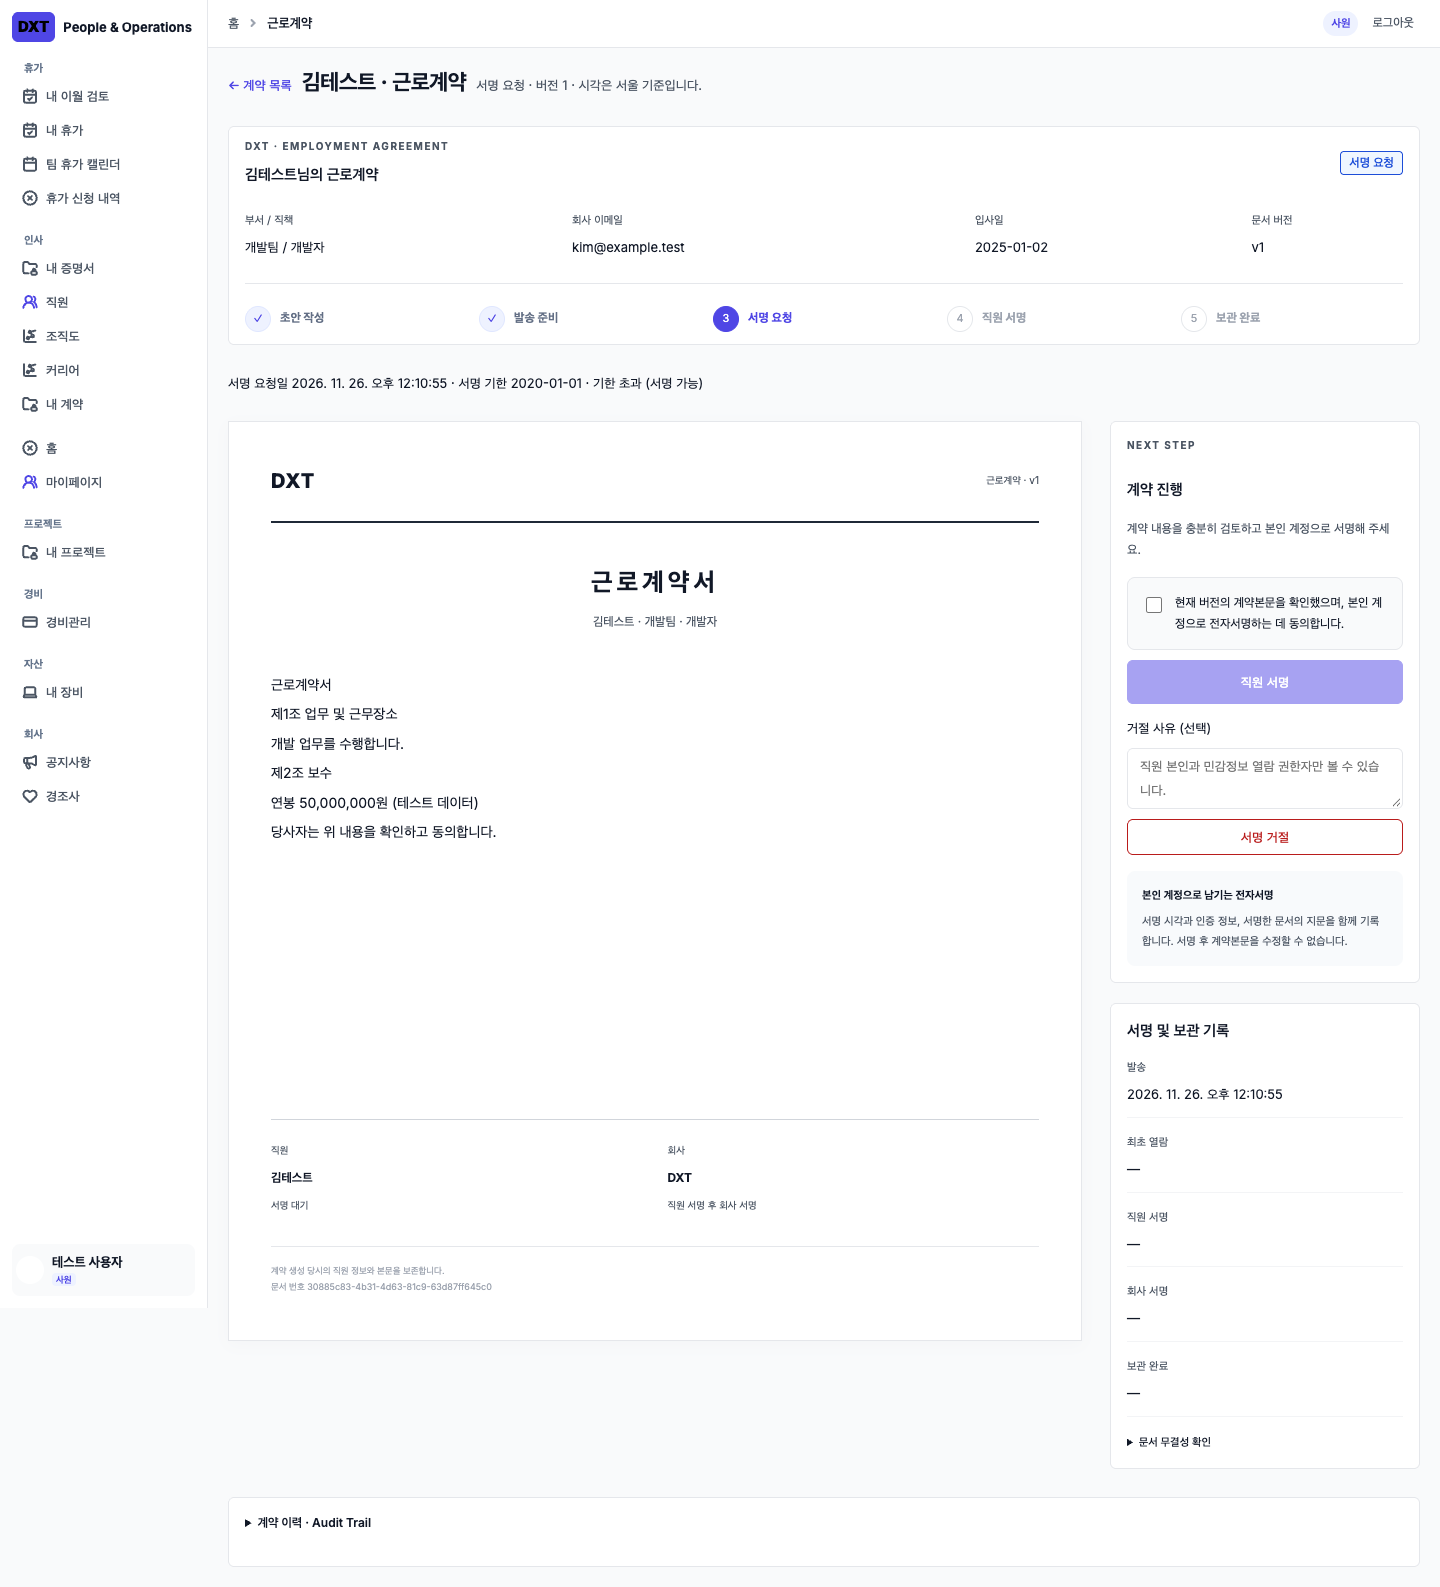 DXT People & Operations
휴가
내 이월 검토
내 휴가
팀 휴가 캘린더
휴가 신청 내역
인사
내 증명서
직원
조직도
커리어
내 계약
홈
마이페이지
프로젝트
내 프로젝트
경비
경비관리
자산
내 장비
회사
공지사항
경조사
테스트 사용자
사원
홈 > 근로계약
사원 로그아웃
← 계약 목록 김테스트 · 근로계약 서명 요청 · 버전 1 · 시각은 서울 기준입니다.
DXT · EMPLOYMENT AGREEMENT
김테스트님의 근로계약
서명 요청
부서 / 직책 회사 이메일 입사일 문서 버전
개발팀 / 개발자 kim@example.test 2025-01-02 v1
✓ 초안 작성 ✓ 발송 준비 3 서명 요청 4 직원 서명 5 보관 완료
서명 요청일 2026. 11. 26. 오후 12:10:55 · 서명 기한 2020-01-01 · 기한 초과 (서명 가능)
DXT 근로계약 · v1
근로계약서
김테스트 · 개발팀 · 개발자
근로계약서
제1조 업무 및 근무장소
개발 업무를 수행합니다.
제2조 보수
연봉 50,000,000원 (테스트 데이터)
당사자는 위 내용을 확인하고 동의합니다.
직원 회사
김테스트 DXT
서명 대기 직원 서명 후 회사 서명
계약 생성 당시의 직원 정보와 본문을 보존합니다.
문서 번호 30885c83-4b31-4d63-81c9-63d87ff645c0
NEXT STEP
계약 진행
계약 내용을 충분히 검토하고 본인 계정으로 서명해 주세
요.
현재 버전의 계약본문을 확인했으며, 본인 계
정으로 전자서명하는 데 동의합니다.
직원 서명
거절 사유 (선택)
직원 본인과 민감정보 열람 권한자만 볼 수 있습
니다.
서명 거절
본인 계정으로 남기는 전자서명
서명 시각과 인증 정보, 서명한 문서의 지문을 함께 기록
합니다. 서명 후 계약본문을 수정할 수 없습니다.
서명 및 보관 기록
발송
2026. 11. 26. 오후 12:10:55
최초 열람
—
직원 서명
—
회사 서명
—
보관 완료
—
▶ 문서 무결성 확인
▶ 계약 이력 · Audit Trail